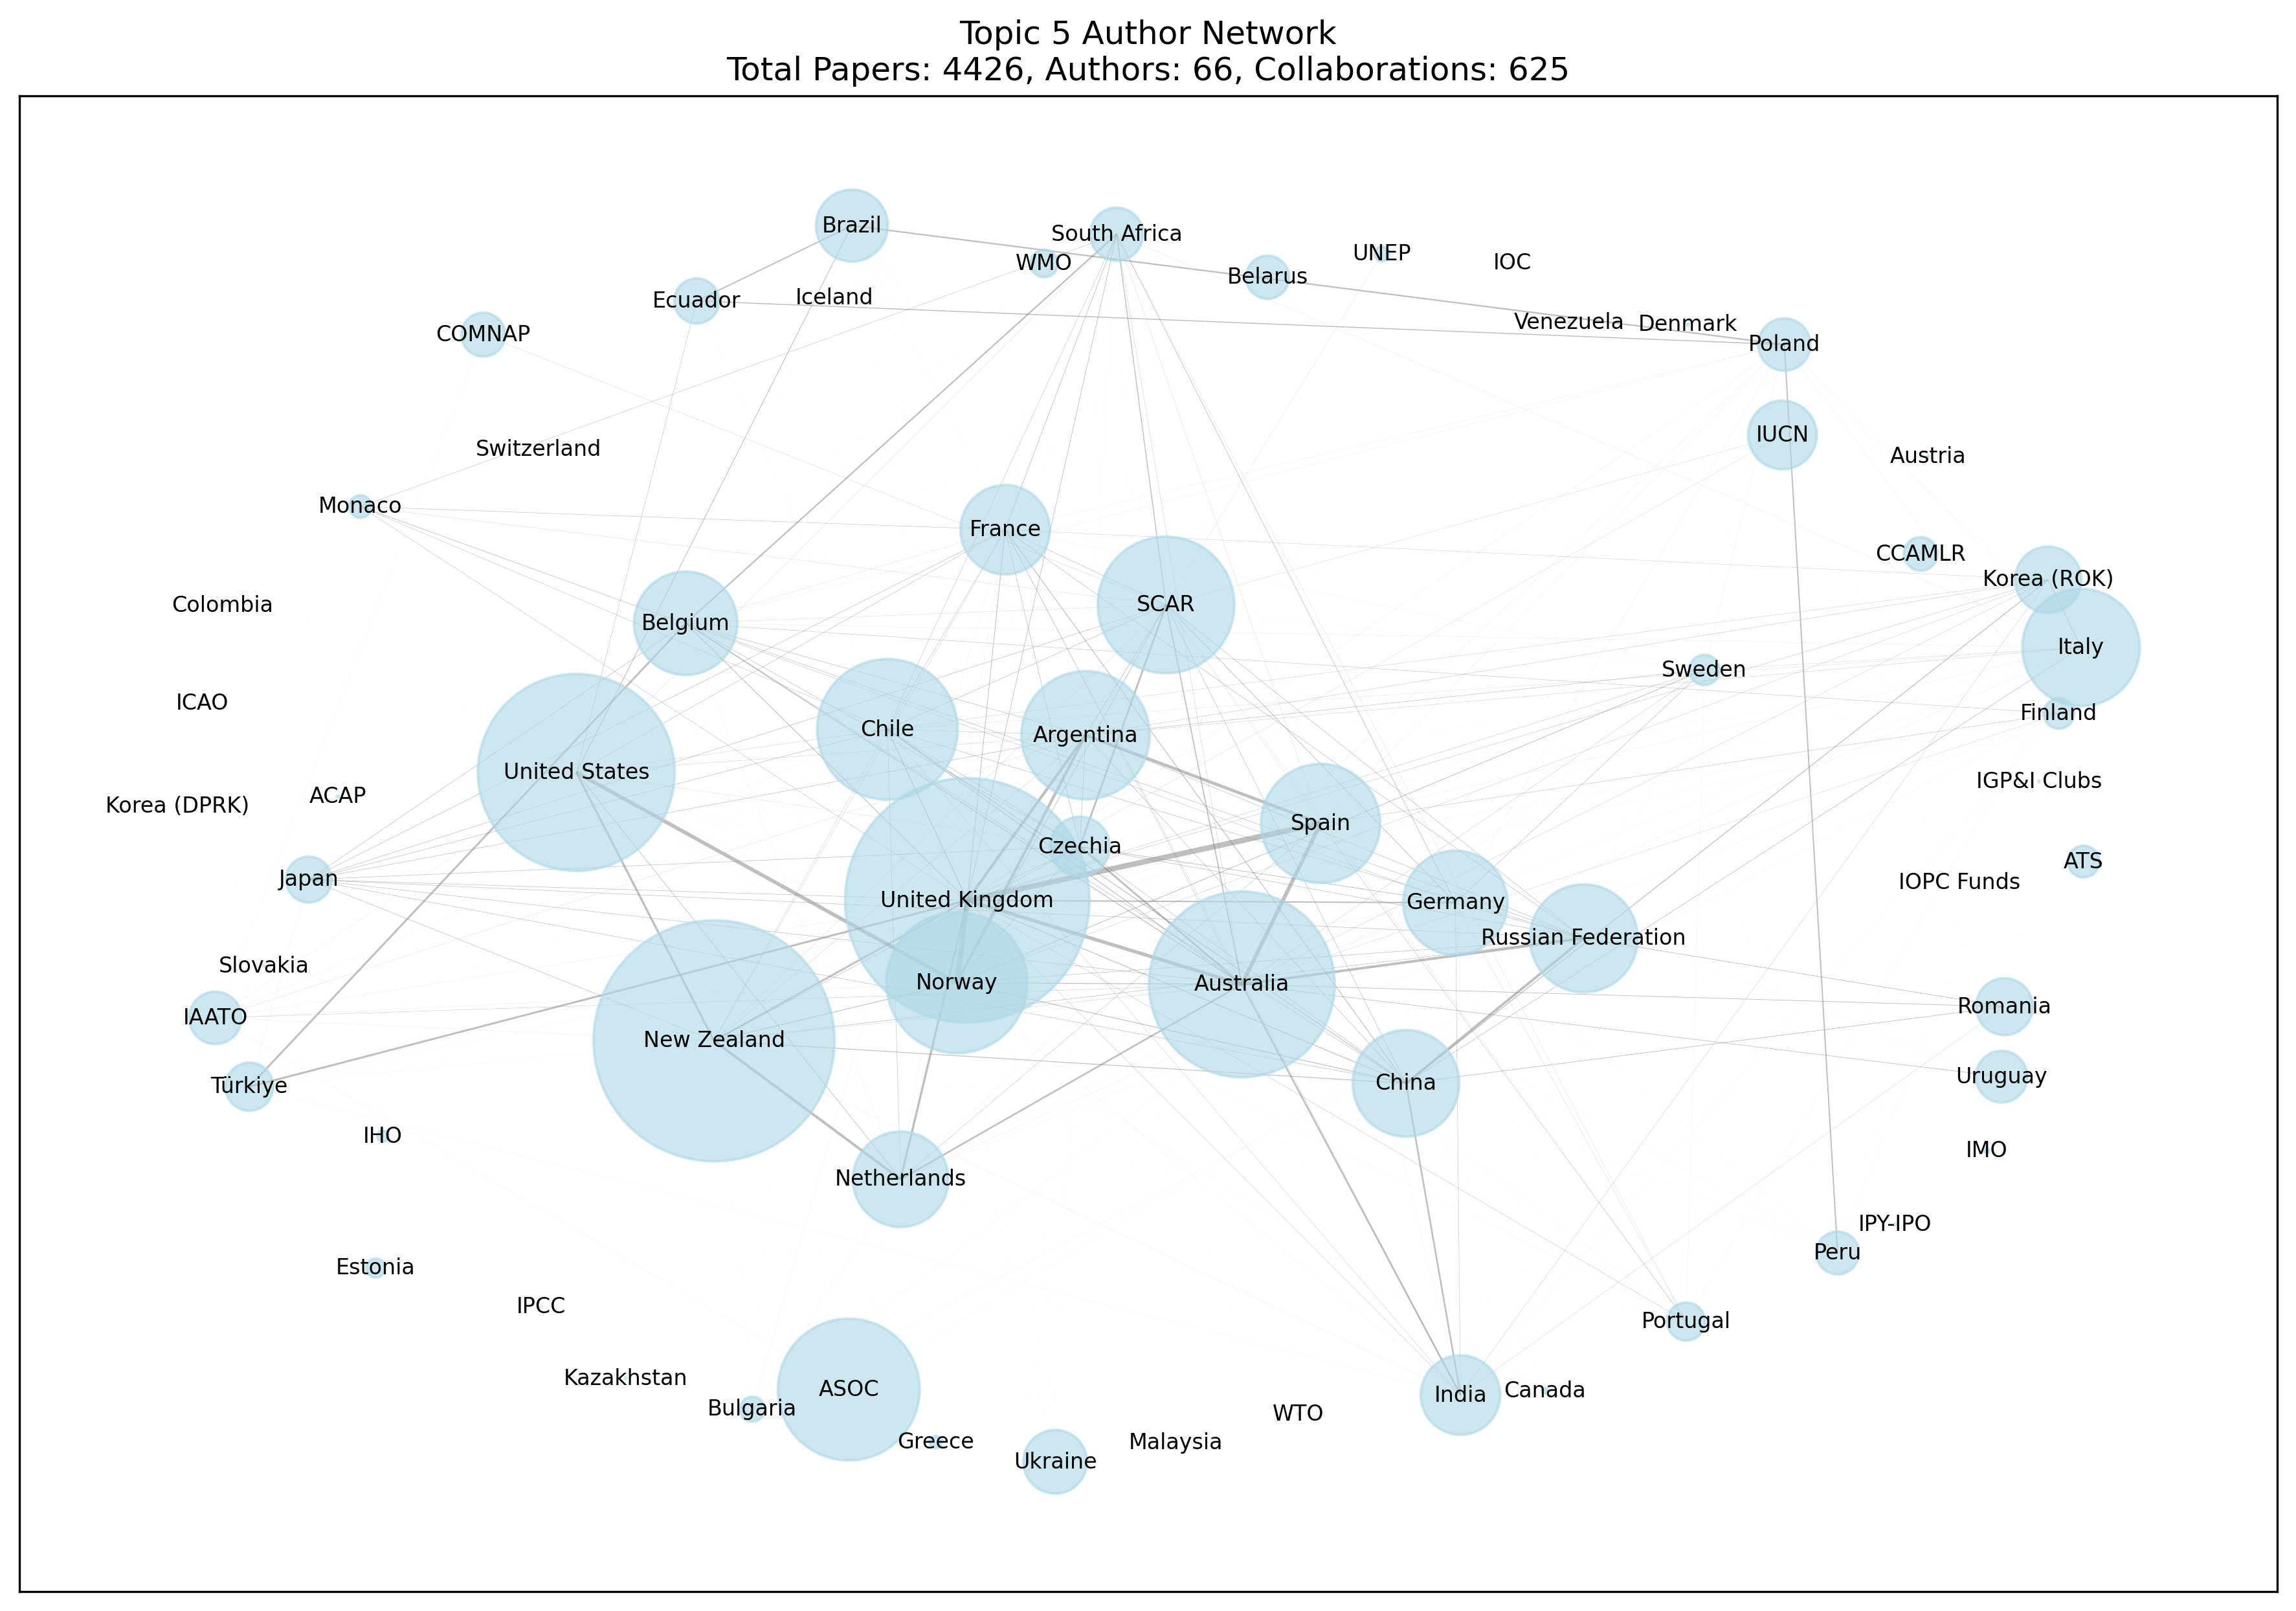 Topic 5 Author Network
Total Papers: 4426, Authors: 66, Collaborations: 625
Brazil
South Africa
UNEP
IOC
WMO
Belarus
Ecuador
Iceland
Venezuela
Denmark
COMNAP
Poland
IUCN
Switzerland
Austria
Monaco
France
CCAMLR
Korea (ROK)
Colombia
SCAR
Belgium
Italy
Sweden
ICAO
Finland
Chile
Argentina
United States
IGP&I Clubs
ACAP
Korea (DPRK)
Spain
Czechia
ATS
Japan
IOPC Funds
United Kingdom
Germany
Russian Federation
Slovakia
Norway
Australia
Romania
IAATO
New Zealand
Uruguay
China
Türkiye
IHO
IMO
Netherlands
IPY-IPO
Peru
Estonia
IPCC
Portugal
Kazakhstan
ASOC
Canada
India
Bulgaria
WTO
Greece
Malaysia
Ukraine